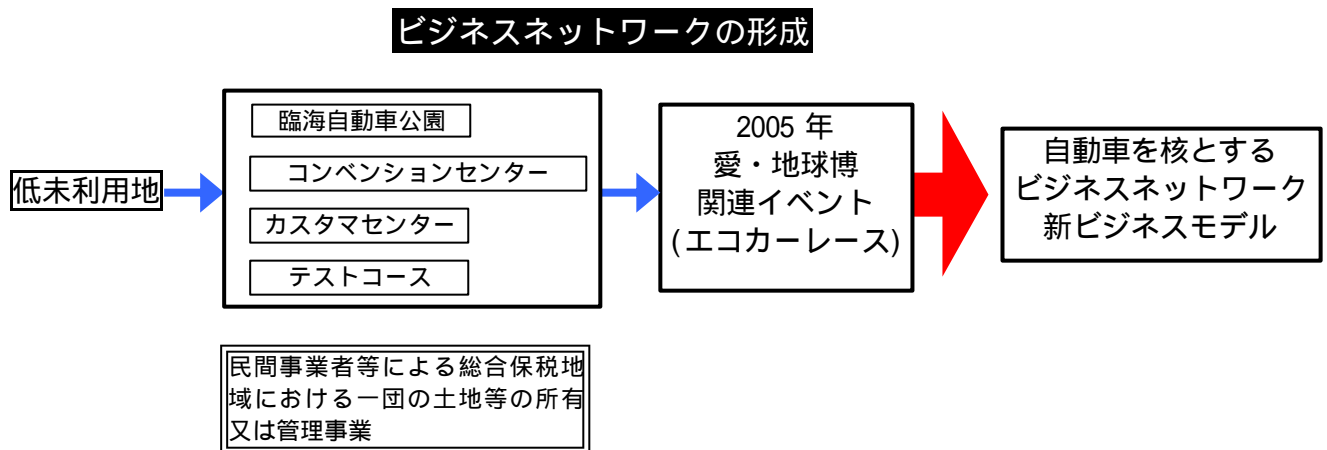 ビジネスネットワークの形成
低未利用地
臨海自動車公園
コンベンションセンター
カスタマセンター
テストコース
2005 年
愛・地球博
関連イベント
(エコカーレース)
自動車を核とする
ビジネスネットワーク
新ビジネスモデル
民間事業者等による総合保税地
域における一団の土地等の所有
又は管理事業